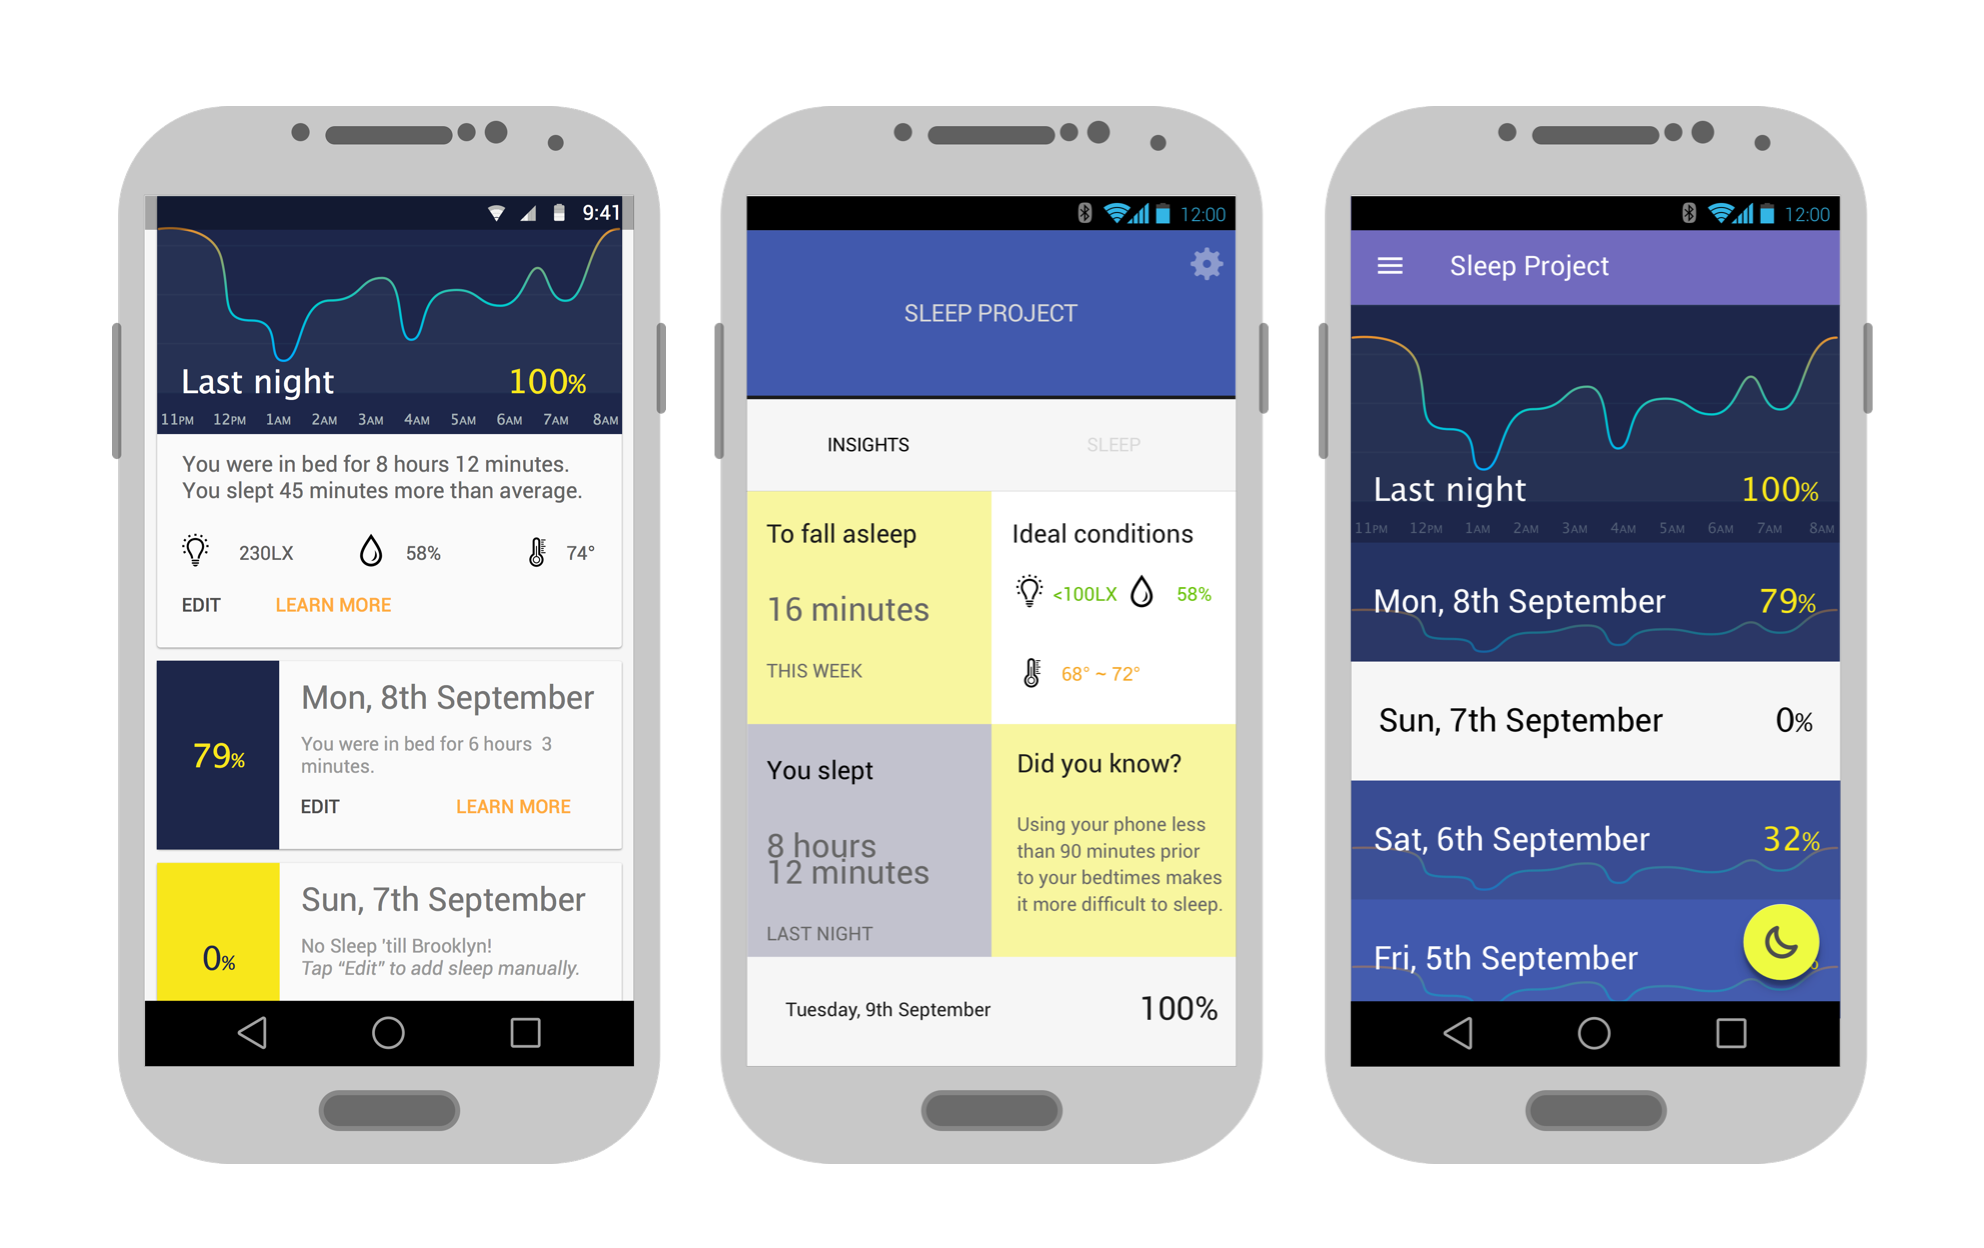 9:41
Last night 100%
11PM 12PM 1AM 2AM 3AM 4AM 5AM 6AM 7AM 8AM
You were in bed for 8 hours 12 minutes.
You slept 45 minutes more than average.
230LX 58% 74°
EDIT LEARN MORE
79%
Mon, 8th September
You were in bed for 6 hours 3
minutes.
EDIT LEARN MORE
0%
Sun, 7th September
No Sleep 'till Brooklyn!
Tap “Edit” to add sleep manually.
12:00
SLEEP PROJECT
INSIGHTS SLEEP
To fall asleep
16 minutes
THIS WEEK
Ideal conditions
<100LX 58%
68° ~ 72°
You slept
8 hours
12 minutes
LAST NIGHT
Did you know?
Using your phone less
than 90 minutes prior
to your bedtimes makes
it more difficult to sleep.
Tuesday, 9th September 100%
12:00
Sleep Project
Last night 100%
11PM 12PM 1AM 2AM 3AM 4AM 5AM 6AM 7AM 8AM
Mon, 8th September 79%
Sun, 7th September 0%
Sat, 6th September 32%
Fri, 5th September